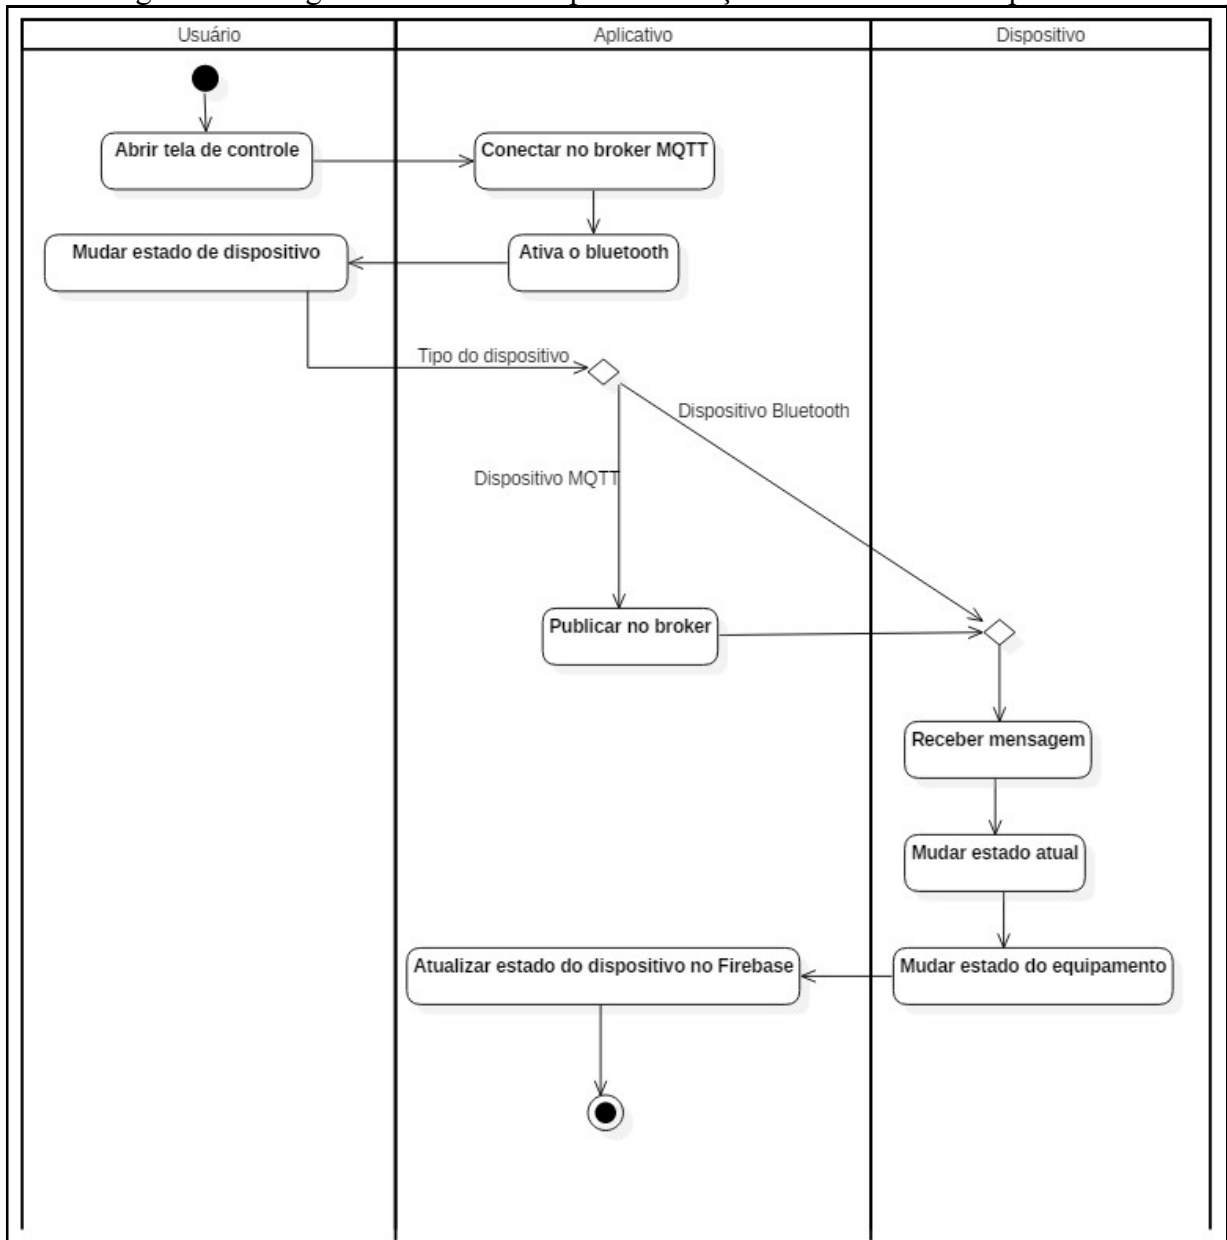 Usuário Aplicativo Dispositivo
Abrir tela de controle
Conectar no broker MQTT
Mudar estado de dispositivo
Ativa o bluetooth
Tipo do dispositivo
Dispositivo Bluetooth
Dispositivo MQTT
Publicar no broker
Receber mensagem
Mudar estado atual
Atualizar estado do dispositivo no Firebase
Mudar estado do equipamento